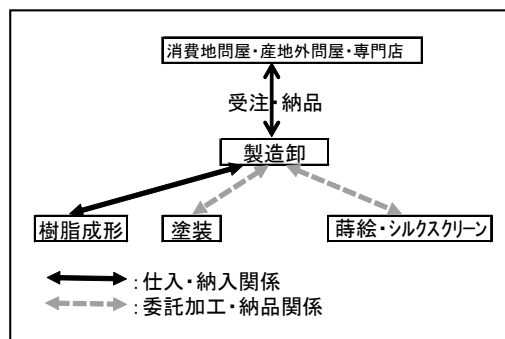 消費地問屋・産地外問屋・専門店
受注・納品
製造卸
樹脂成形
塗装
蒔絵・シルクスクリーン
：仕入・納入関係
：委託加工・納品関係